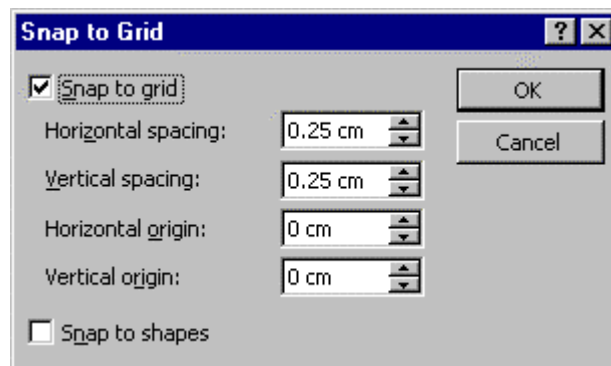 Snap to Grid
Snap to grid
OK
Horizontal spacing: 0.25 cm
Cancel
Vertical spacing: 0.25 cm
Horizontal origin: 0 cm
Vertical origin: 0 cm
Snap to shapes